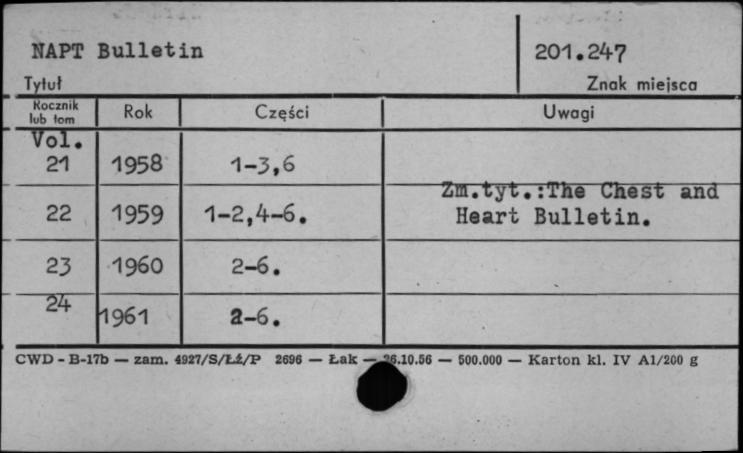 NAPT Bulletin
201.247
Tytuł
Znak miejsca
Rocznik lub tom
Rok
Części
Uwagi
Vol.
21 1958 1-3,6
Zm.tyt.:The Chest and
22 1959 1-2,4-6.
Heart Bulletin.
23 1960 2-6.
24 1961 2-6.
CWD - B-17b — zam. 4927/S/Łź/P 2696 — Łak — 26.10.56 — 500.000 — Karton kl. IV A1/200 g